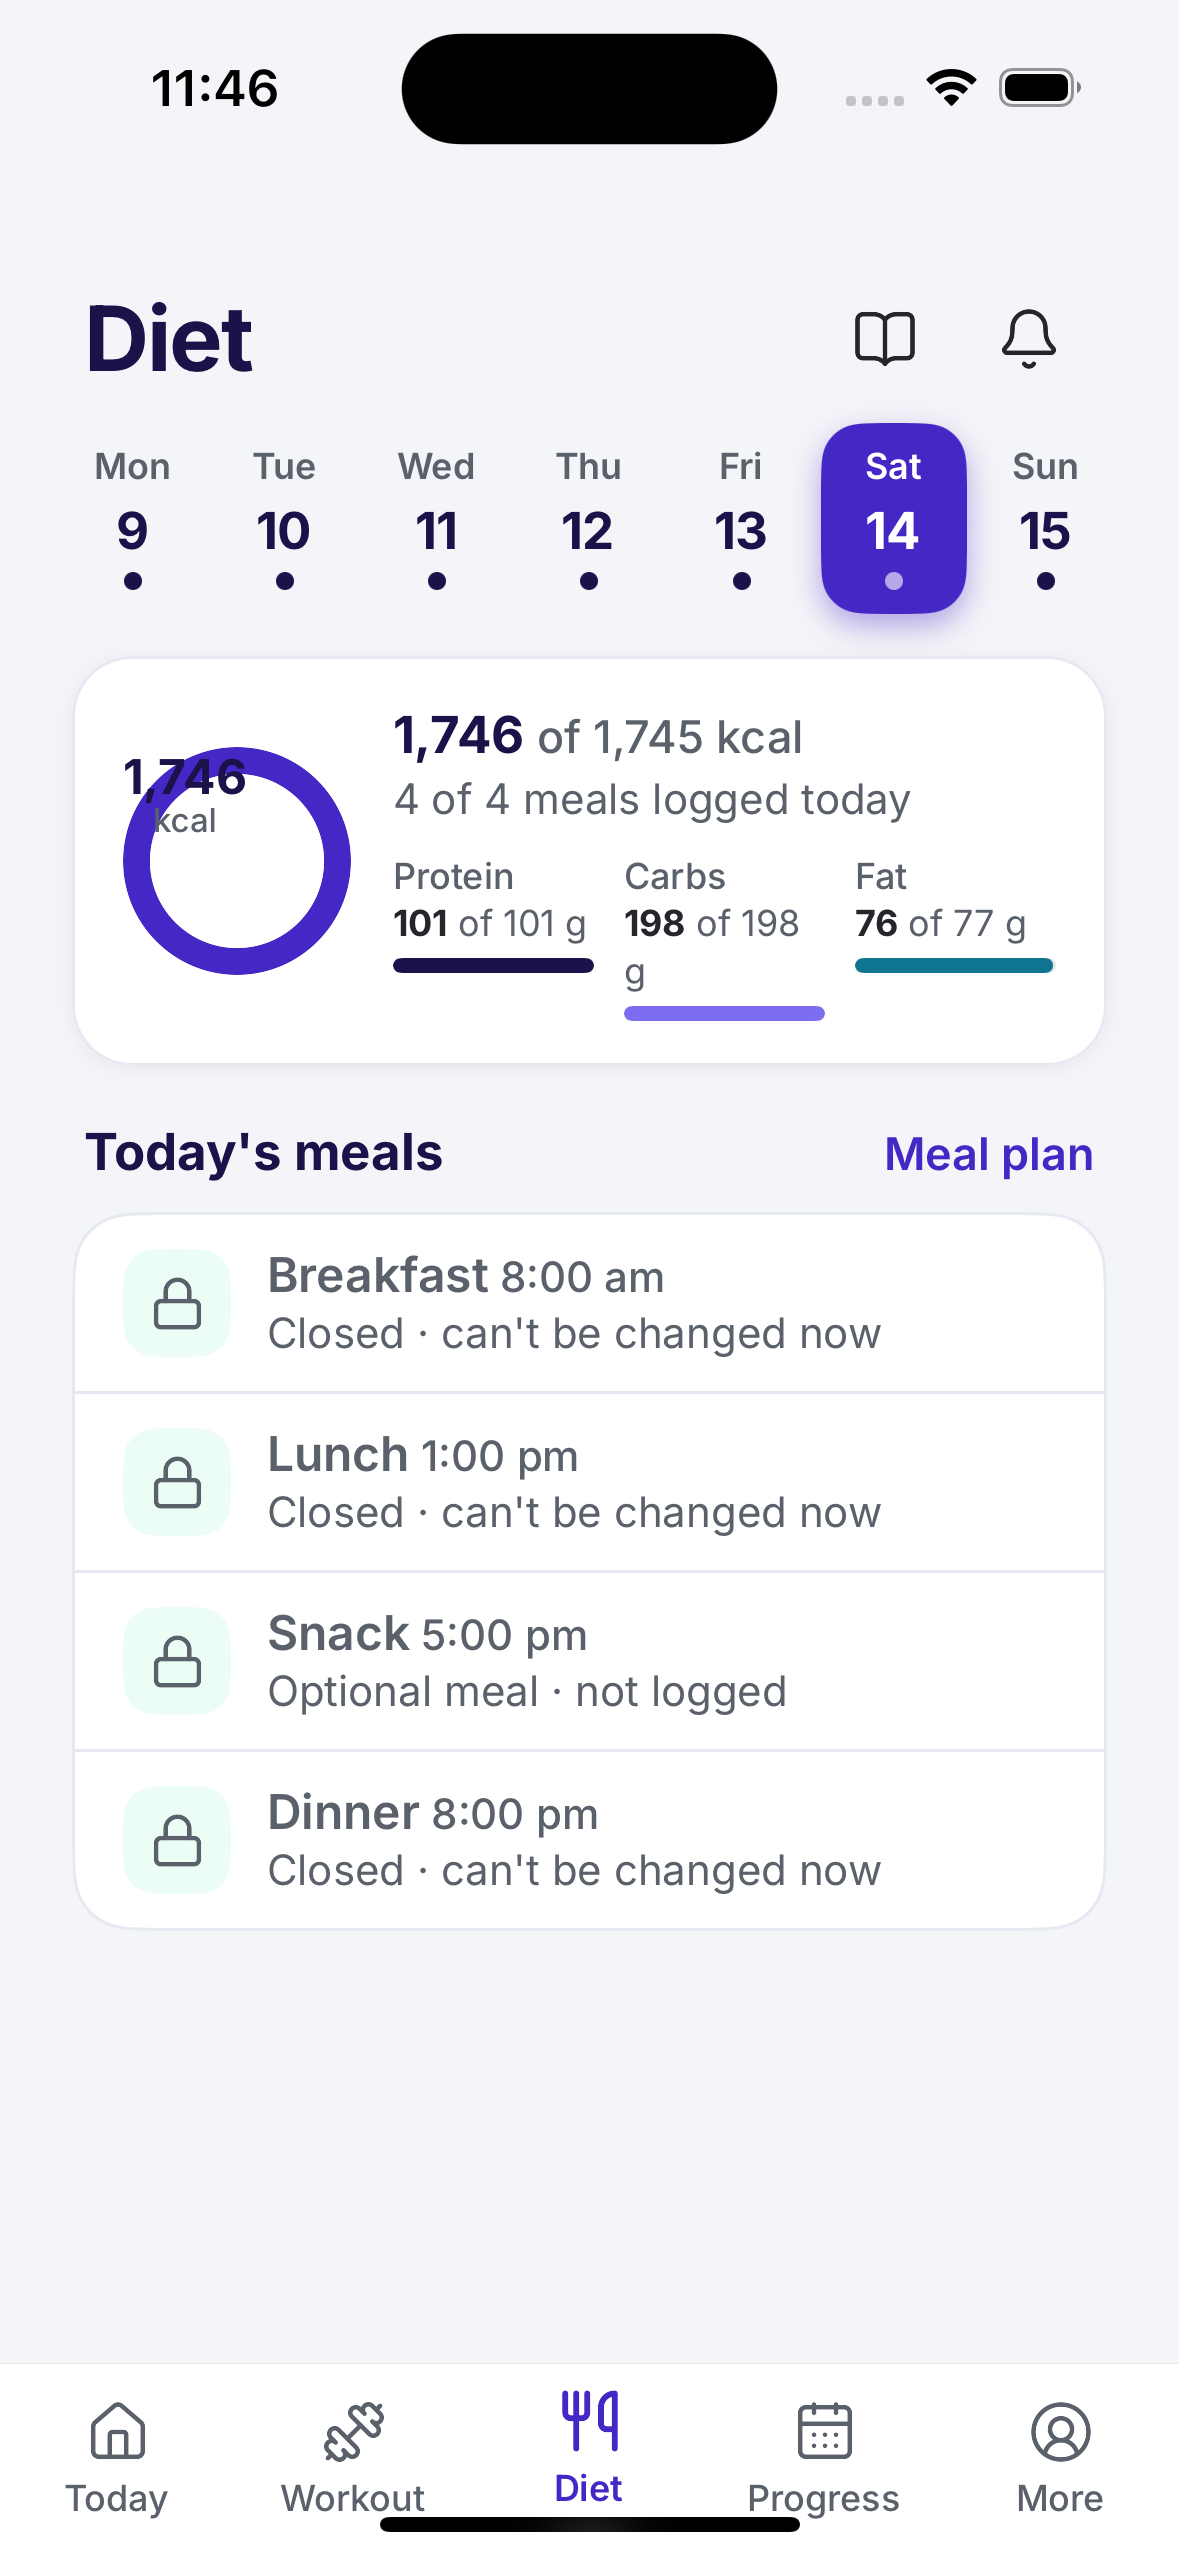 11:46
Diet
Mon Tue Wed Thu Fri Sat Sun
9 10 11 12 13 14 15
1,746
kcal
1,746 of 1,745 kcal
4 of 4 meals logged today
Protein
101 of 101 g
Carbs
198 of 198
g
Fat
76 of 77 g
Today's meals
Meal plan
Breakfast 8:00 am
Closed · can't be changed now
Lunch 1:00 pm
Closed · can't be changed now
Snack 5:00 pm
Optional meal · not logged
Dinner 8:00 pm
Closed · can't be changed now
Today Workout Diet Progress More